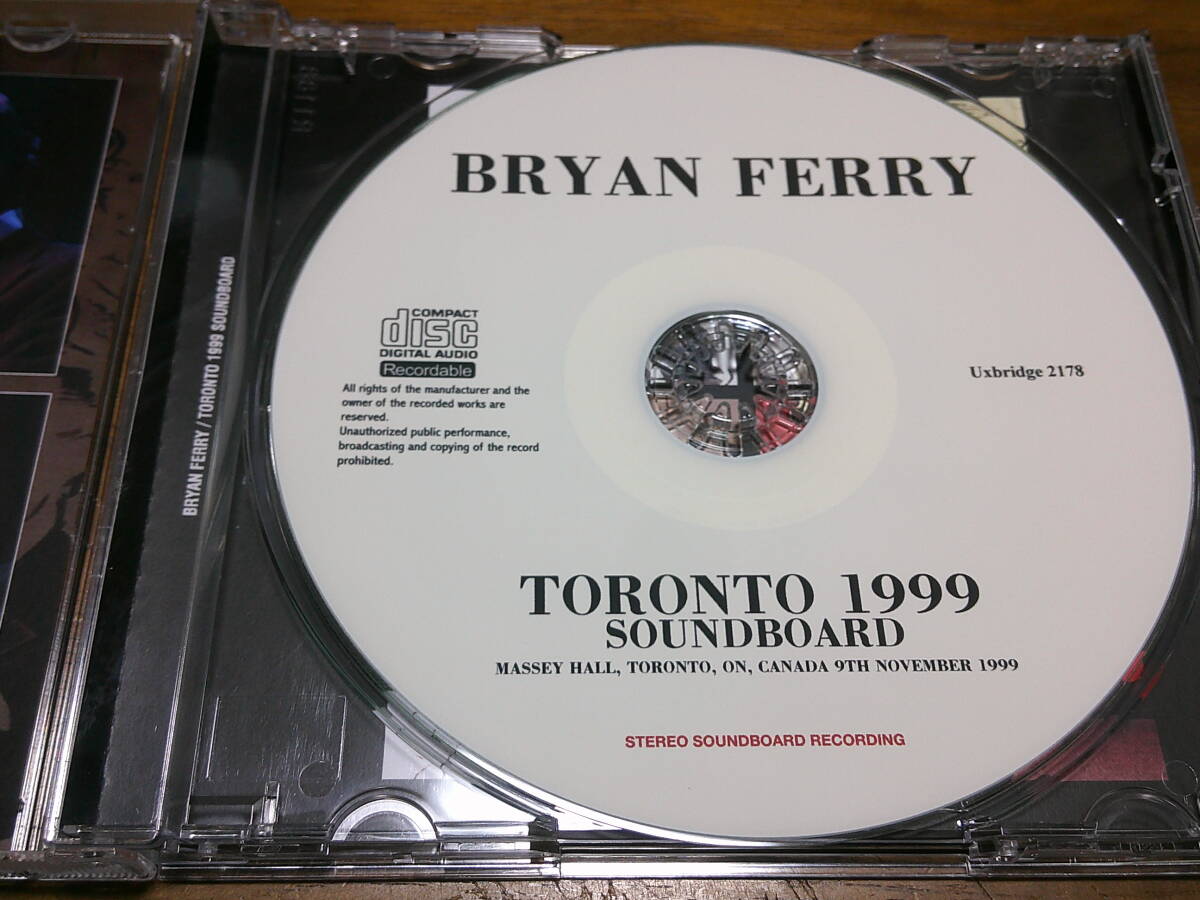 BRYAN FERRY
COMPACT
disc
DIGITAL AUDIO
Recordable
All rights of the manufacturer and the
owner of the recorded works are
reserved.
Unauthorized public performance,
broadcasting and copying of the record
prohibited.
Uxbridge 2178
TORONTO 1999
SOUNDBOARD
MASSEY HALL, TORONTO, ON, CANADA 9TH NOVEMBER 1999
STEREO SOUNDBOARD RECORDING
BRYAN FERRY / TORONTO 1999 SOUNDBOARD